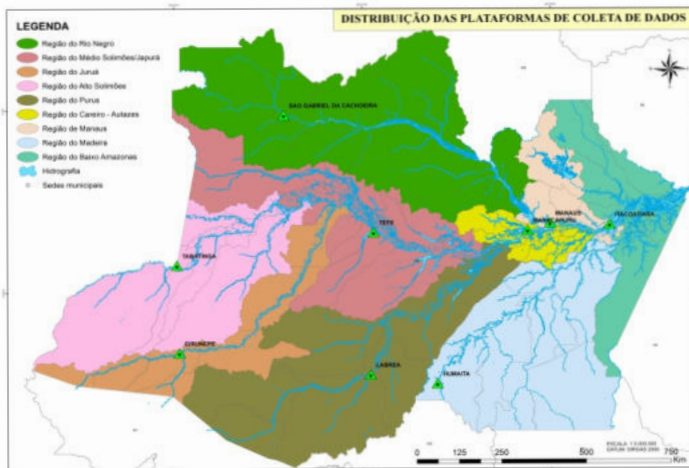 DISTRIBUIÇÃO DAS PLATAFORMAS DE COLETA DE DADOS
LEGENDA
Região do Rio Negro
Região do Médio Solimões/Japurá
Região do Juruá
Região do Alto Solimões
Região do Purus
Região do Careiro - Autazes
Região de Manaus
Região do Madeira
Região do Baixo Amazonas
Hidrografia
Sedes municipais
SAO GABRIEL DA CACHOEIRA
MANAUS
ITACOATIARA
MANACAPURU
TEFE
TABATINGA
EIRUNEPE
LABREA
HUMAITA
0 125 250 500 750
Km